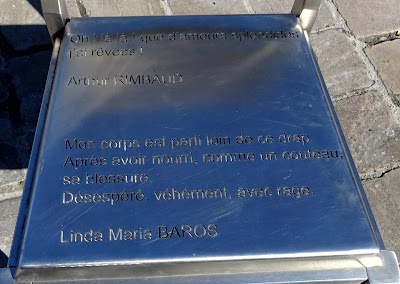 Oh ! là là ! que d'amours splendides
j'ai rêvées !
Arthur RIMBAUD
Mon corps est parti loin de ce drap
Après avoir nourri, comme un couteau,
sa blessure.
Désespéré, véhément, avec rage.
Linda Maria BAROS